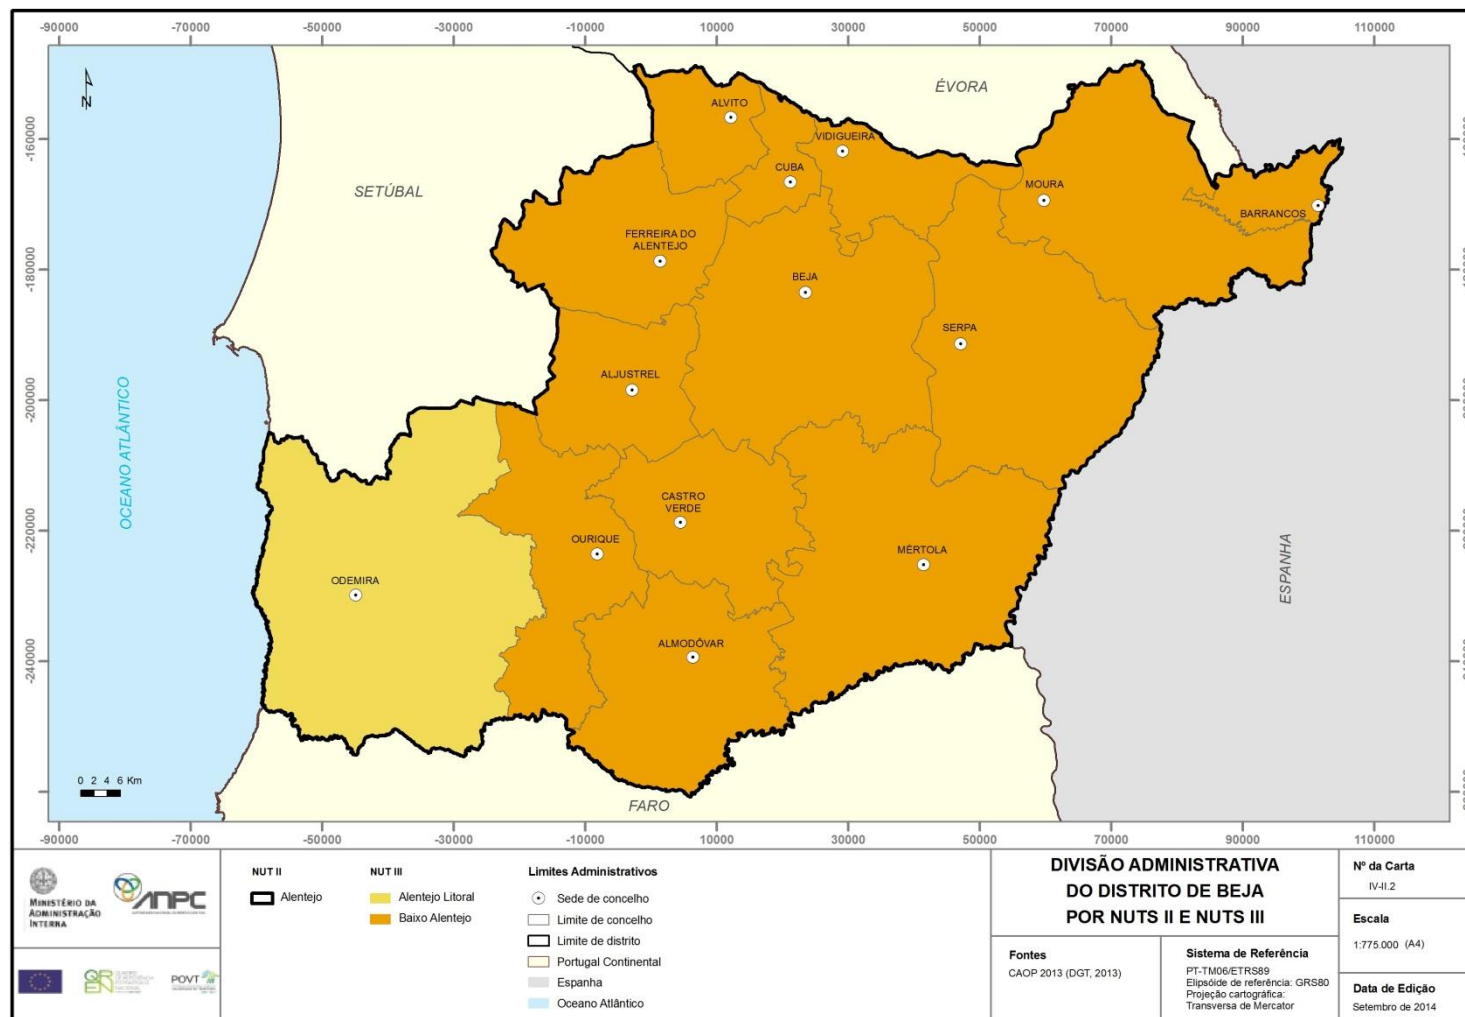 -90000 -70000 -50000 -30000 -10000 10000 30000 50000 70000 90000 110000
-160000
-180000
-200000
-220000
-240000
N
ÉVORA
ALVITO
VIDIGUEIRA
CUBA
MOURA
SETÚBAL
BARRANCOS
FERREIRA DO
ALENTEJO
BEJA
SERPA
ALJUSTREL
OCEANO ATLÂNTICO
CASTRO
VERDE
OURIQUE
MÉRTOLA
ESPANHA
ODEMIRA
ALMODÔVAR
FARO
0 2 4 6 Km
-90000 -70000 -50000 -30000 -10000 10000 30000 50000 70000 90000 110000
MINISTÉRIO DA
ADMINISTRAÇÃO
INTERNA
ANPC
QREN
POVT
NUT II
Alentejo
NUT III
Alentejo Litoral
Baixo Alentejo
Limites Administrativos
Sede de concelho
Limite de concelho
Limite de distrito
Portugal Continental
Espanha
Oceano Atlântico
DIVISÃO ADMINISTRATIVA
DO DISTRITO DE BEJA
POR NUTS II E NUTS III
Fontes
CAOP 2013 (DGT, 2013)
Sistema de Referência
PT-TM06/ETRS89
Elipsóide de referência: GRS80
Projeção cartográfica:
Transversa de Mercator
Nº da Carta
IV-II.2
Escala
1:775.000 (A4)
Data de Edição
Setembro de 2014